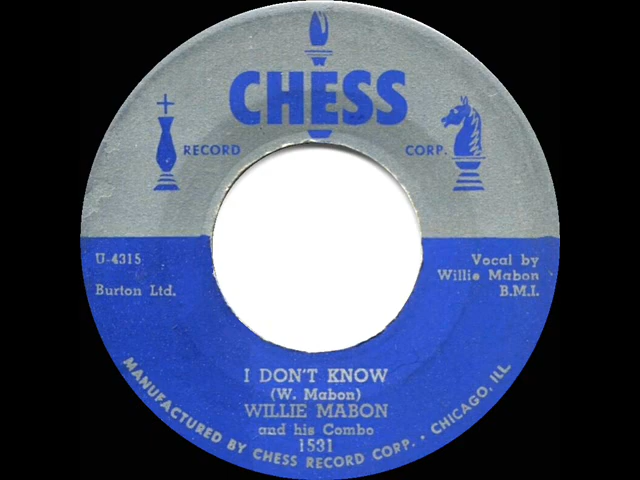 CHESS
RECORD CORP.
U-4315
Burton Ltd.
Vocal by
Willie Mabon
B.M.I.
I DON'T KNOW
(W. Mabon)
WILLIE MABON
and his Combo
1531
MANUFACTURED BY CHESS RECORD CORP. • CHICAGO, ILL.